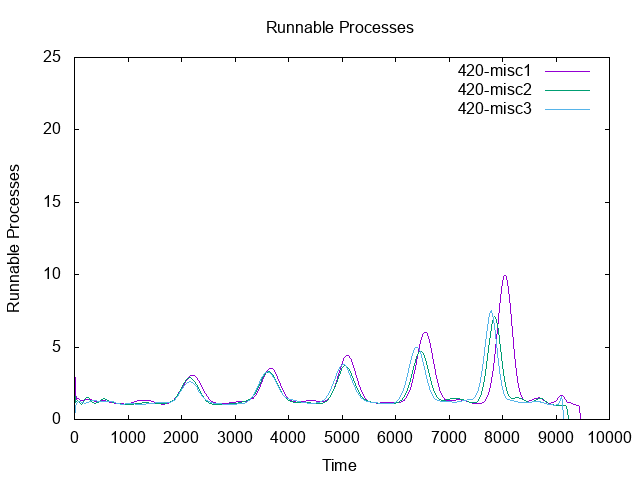 Runnable Processes
25
20
15
10
5
0
Runnable Processes
420-misc1
420-misc2
420-misc3
0 1000 2000 3000 4000 5000 6000 7000 8000 9000 10000
Time